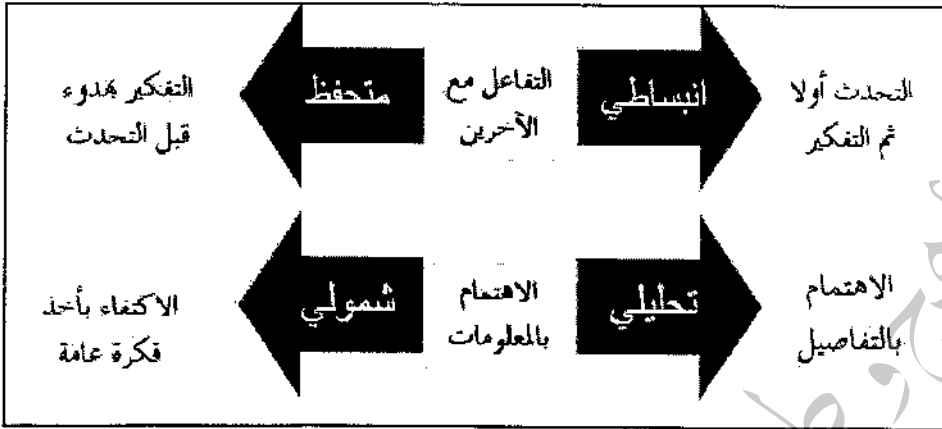 التحدث أولا
ثم التفكير
انبساطي
التفاعل مع
الآخرين
متحفظ
التفكير بهدوء
قبل التحدث
الاهتمام
بالتفاصيل
تحليلي
الاهتمام
بالمعلومات
شمولي
الاكتفاء بأخذ
فكرة عامة